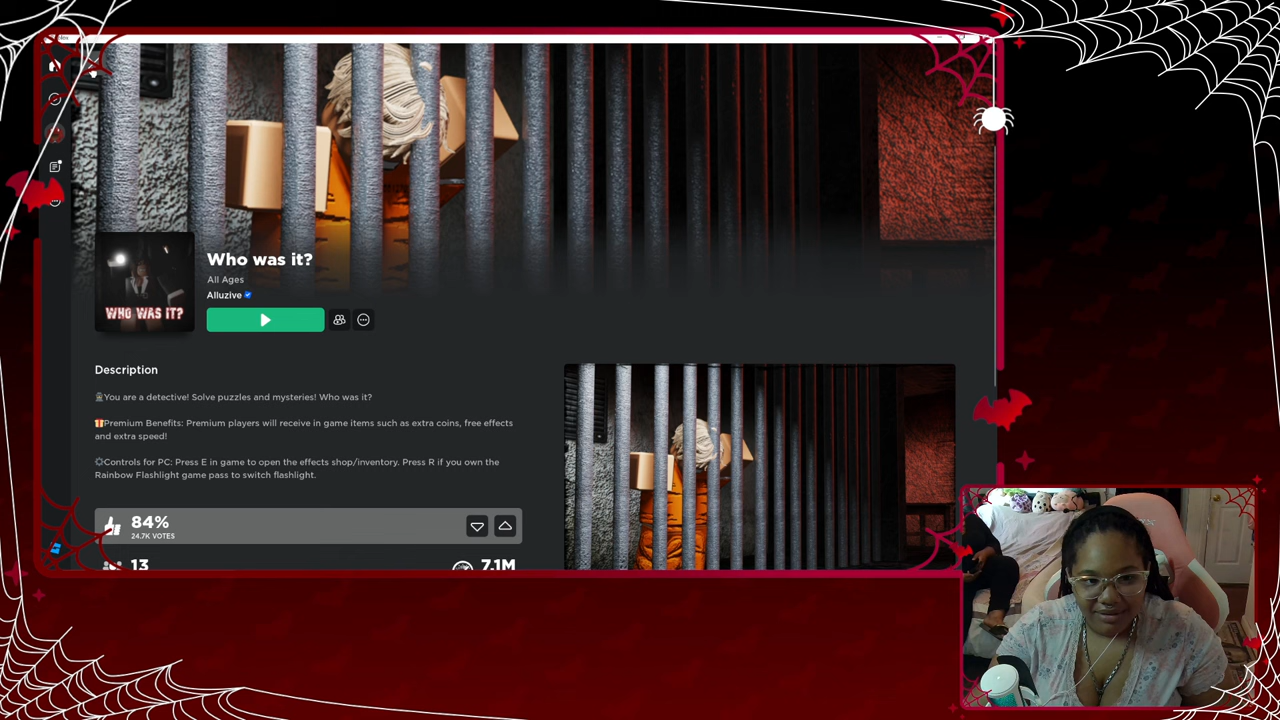 Who was it?
All Ages
Alluzive
WHO WAS IT?
Description
You are a detective! Solve puzzles and mysteries! Who was it?
Premium Benefits: Premium players will receive in game items such as extra coins, free effects
and extra speed!
Controls for PC: Press E in game to open the effects shop/inventory. Press R if you own the
Rainbow Flashlight game pass to switch flashlight.
84%
24.7K VOTES
13
7.1M